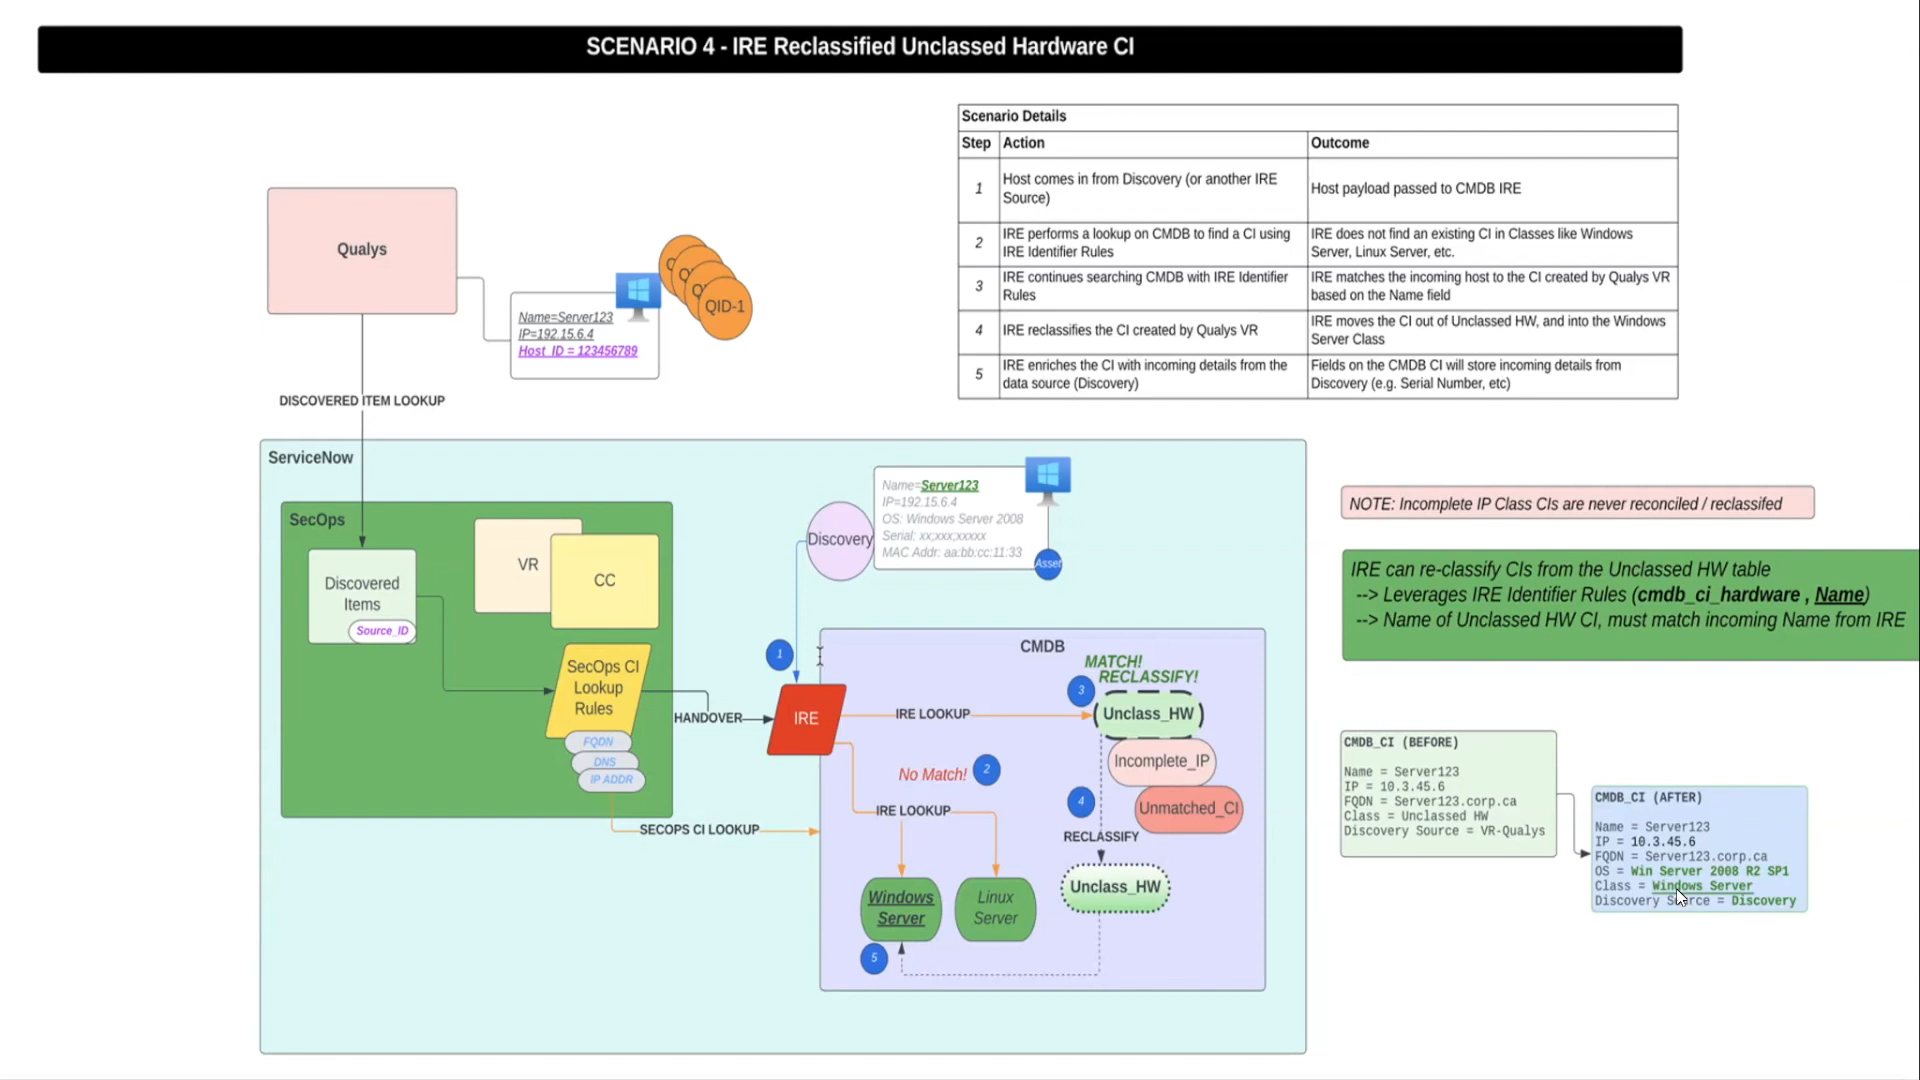 SCENARIO 4 - IRE Reclassified Unclassed Hardware CI
Scenario Details
Step Action Outcome
1 Host comes in from Discovery (or another IRE
Source)
Host payload passed to CMDB IRE
2 IRE performs a lookup on CMDB to find a CI using
IRE Identifier Rules
IRE does not find an existing CI in Classes like Windows
Server, Linux Server, etc.
3 IRE continues searching CMDB with IRE Identifier
Rules
IRE matches the incoming host to the CI created by Qualys VR
based on the Name field
4 IRE reclassifies the CI created by Qualys VR
IRE moves the CI out of Unclassed HW, and into the Windows
Server Class
5 IRE enriches the CI with incoming details from the
data source (Discovery)
Fields on the CMDB CI will store incoming details from
Discovery (e.g. Serial Number, etc)
Qualys
Name=Server123
IP=192.15.6.4
Host_ID = 123456789
Q
Q
Q
QID-1
DISCOVERED ITEM LOOKUP
ServiceNow
SecOps
Discovered
Items
Source_ID
VR
CC
SecOps CI
Lookup
Rules
FQDN
DNS
IP ADDR
HANDOVER
SECOPS CI LOOKUP
Discovery
Name=Server123
IP=192.15.6.4
OS: Windows Server 2008
Serial: xx;xxx;xxxxx
MAC Addr: aa:bb:cc:11:33
Asset
1
IRE
CMDB
MATCH!
RECLASSIFY!
3
IRE LOOKUP
Unclass_HW
Incomplete_IP
Unmatched_CI
No Match!
2
IRE LOOKUP
4
RECLASSIFY
Unclass_HW
Windows
Server
Linux
Server
5
NOTE: Incomplete IP Class CIs are never reconciled / reclassifed
IRE can re-classify CIs from the Unclassed HW table
--> Leverages IRE Identifier Rules (cmdb_ci_hardware , Name)
--> Name of Unclassed HW CI, must match incoming Name from IRE
CMDB_CI (BEFORE)
Name = Server123
IP = 10.3.45.6
FQDN = Server123.corp.ca
Class = Unclassed HW
Discovery Source = VR-Qualys
CMDB_CI (AFTER)
Name = Server123
IP = 10.3.45.6
FQDN = Server123.corp.ca
OS = Win Server 2008 R2 SP1
Class = Windows Server
Discovery Source = Discovery